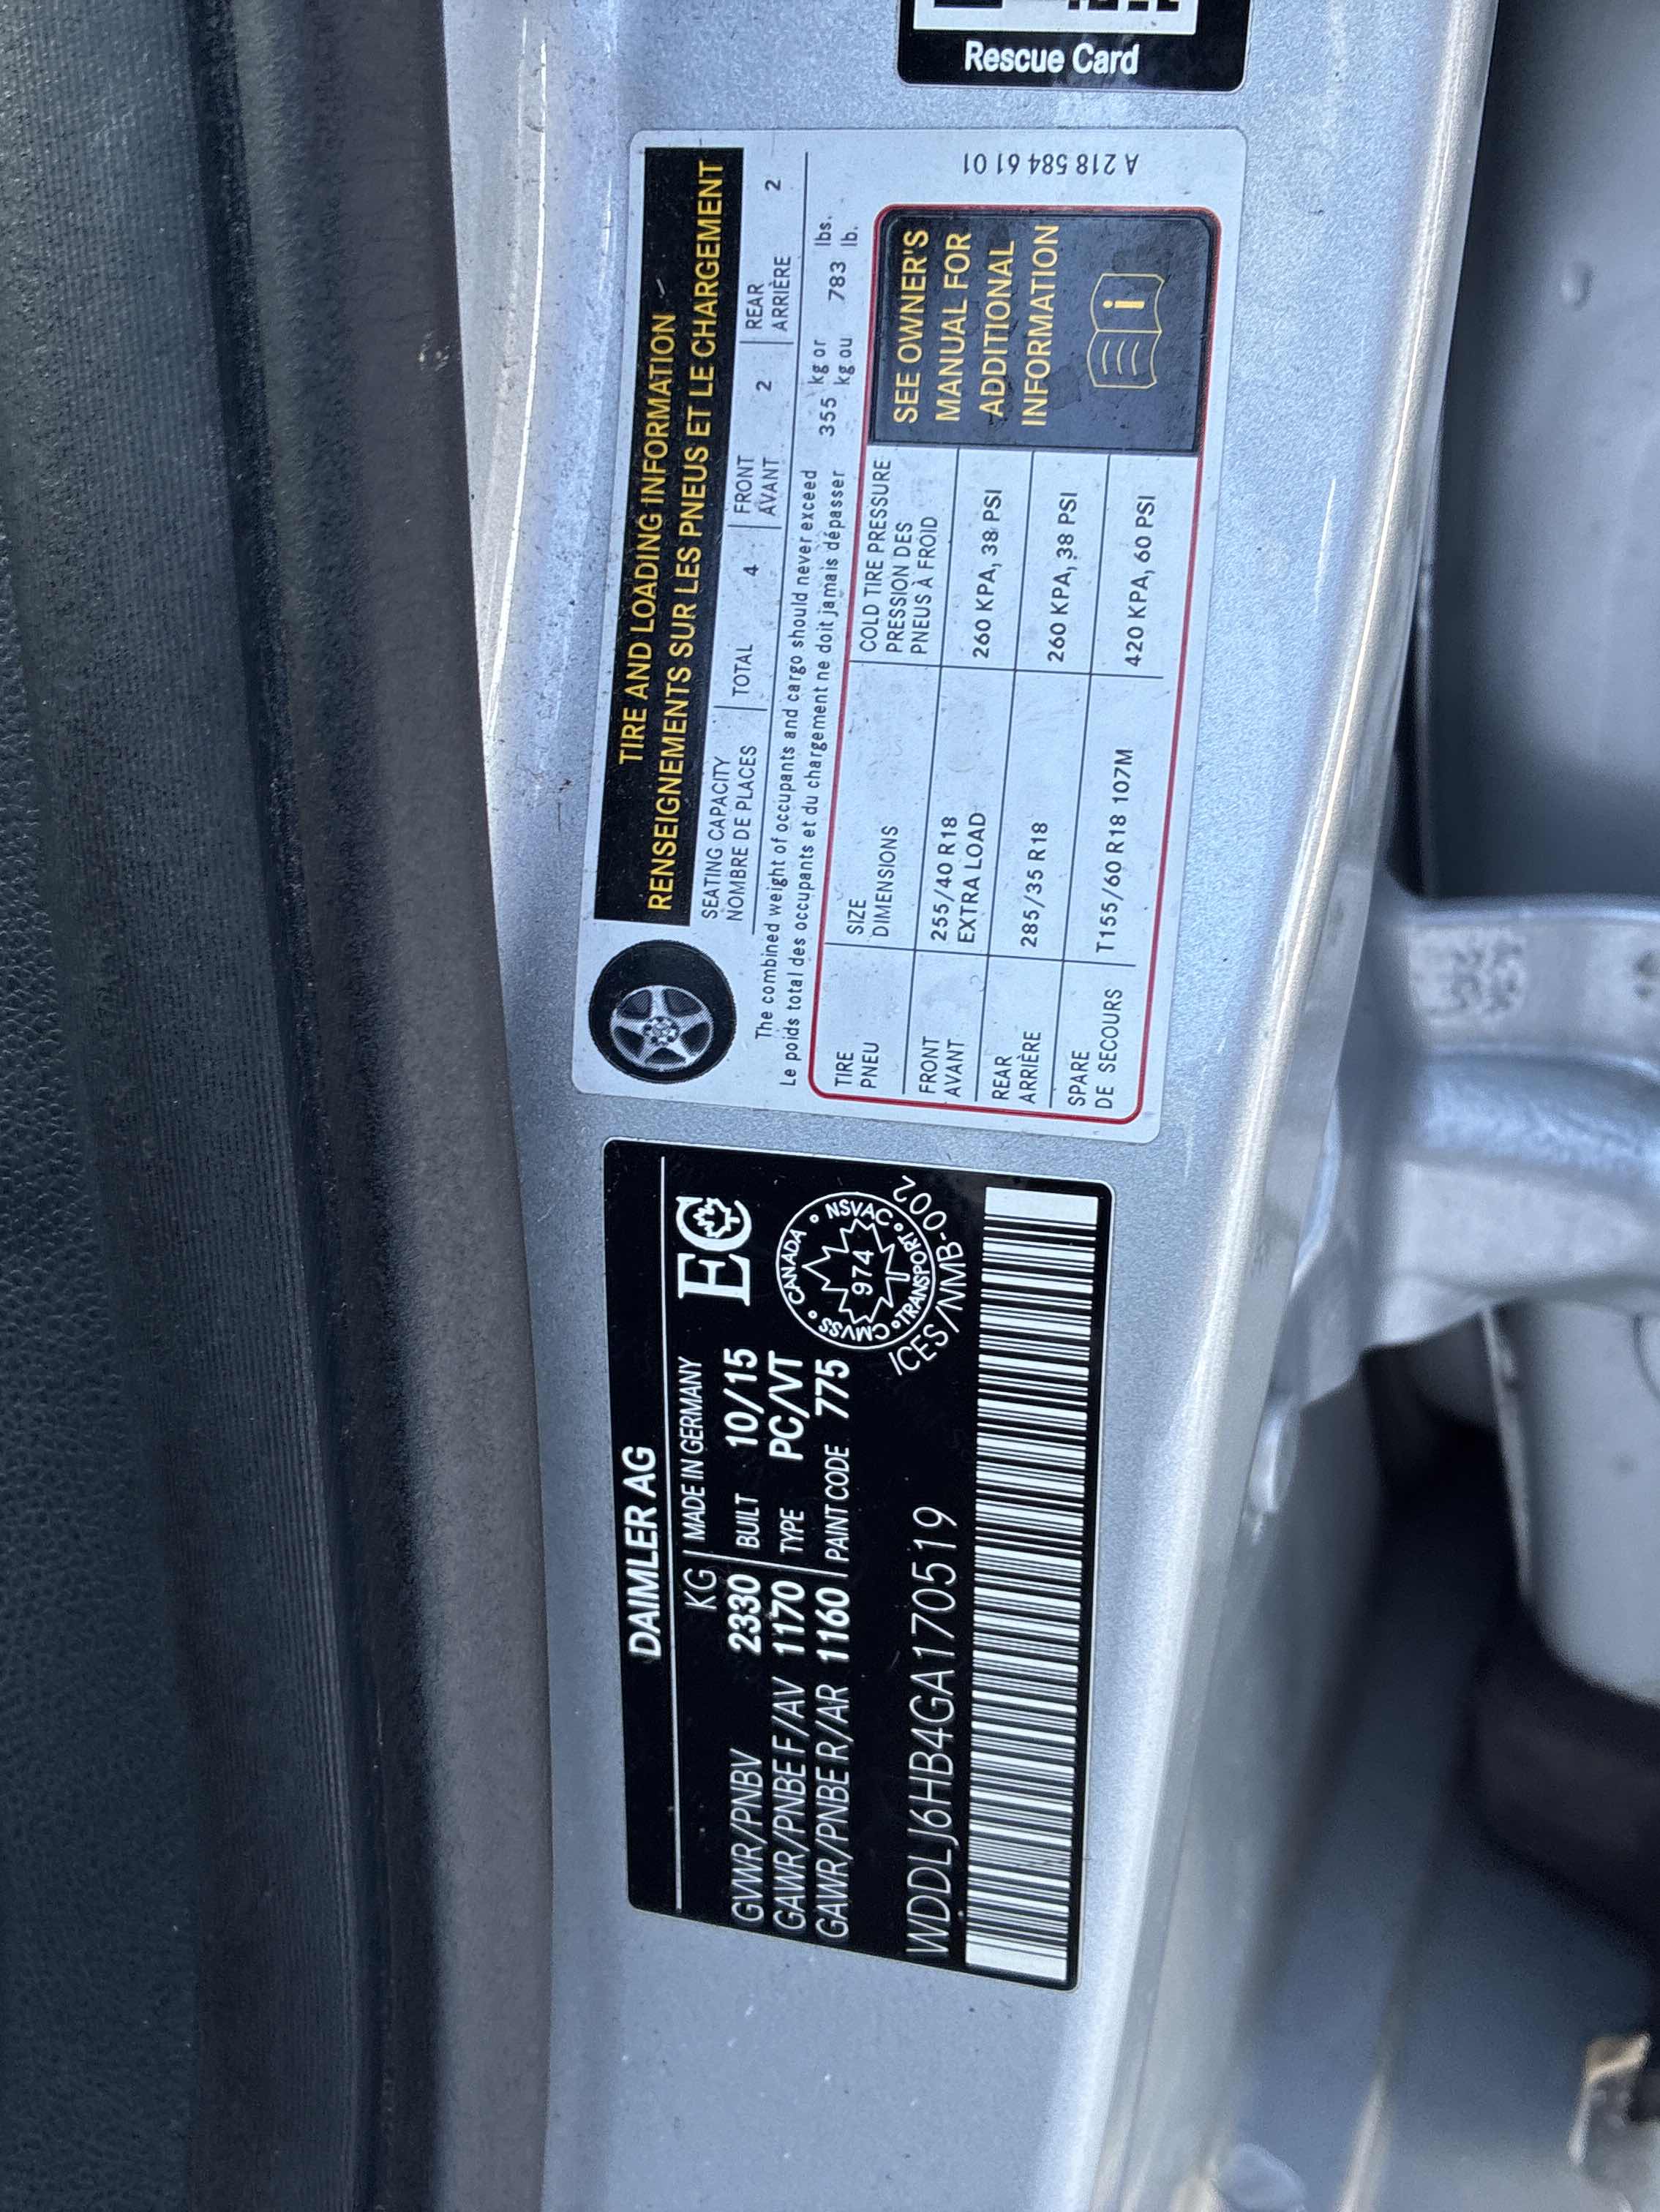 DAIMLER AG
KG MADE IN GERMANY
GVWR/PNBV 2330 BUILT 10/15
GAWR/PNBE F/AV 1170 TYPE PC/VT
GAWR/PNBE R/AR 1160 PAINT CODE 775
EC
CANADA NSVAC TRANSPORT CMVSS
974
ICES/NMB-002
WDDLJ6HB4GA170519
TIRE AND LOADING INFORMATION
RENSEIGNEMENTS SUR LES PNEUS ET LE CHARGEMENT
SEATING CAPACITY
NOMBRE DE PLACES
TOTAL 4
FRONT
AVANT 2
REAR
ARRIÈRE 2
The combined weight of occupants and cargo should never exceed 355 kg or 783 lbs.
Le poids total des occupants et du chargement ne doit jamais dépasser kg ou lb.
TIRE
PNEU
SIZE
DIMENSIONS
COLD TIRE PRESSURE
PRESSION DES
PNEUS À FROID
FRONT
AVANT
255/40 R18
EXTRA LOAD
260 KPA, 38 PSI
REAR
ARRIÈRE
285/35 R18
260 KPA, 38 PSI
SPARE
DE SECOURS
T155/60 R18 107M
420 KPA, 60 PSI
SEE OWNER'S
MANUAL FOR
ADDITIONAL
INFORMATION
i
A 218 584 61 01
Rescue Card